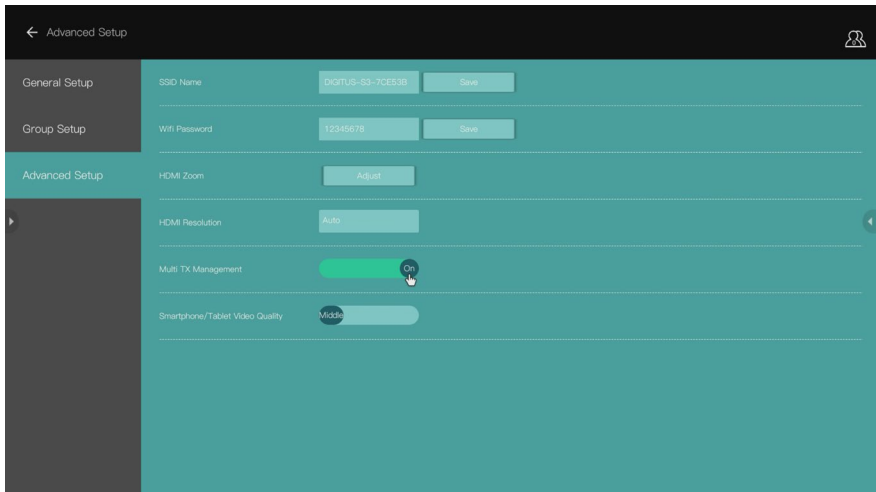 Advanced Setup
General Setup
SSID Name DIGITUS-S3-7CE53B Save
Group Setup
Wifi Password 12345678 Save
Advanced Setup
HDMI Zoom Adjust
HDMI Resolution Auto
Multi TX Management On
Smartphone/Tablet Video Quality Middle